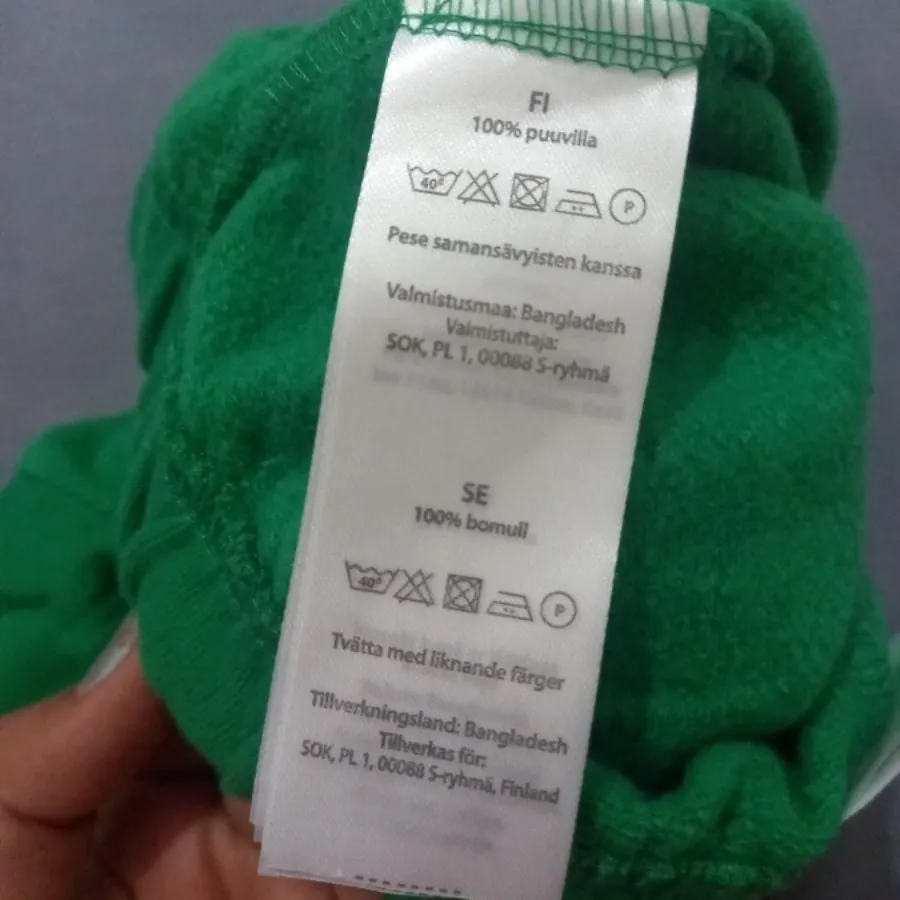 FI
100% puuvilla
40° P
Pese samansävyisten kanssa
Valmistusmaa: Bangladesh
Valmistuttaja:
SOK, PL 1, 00088 S-ryhmä
SE
100% bomull
40° P
Tvätta med liknande färger
Tillverkningsland: Bangladesh
Tillverkas för:
SOK, PL 1, 00088 S-ryhmä, Finland